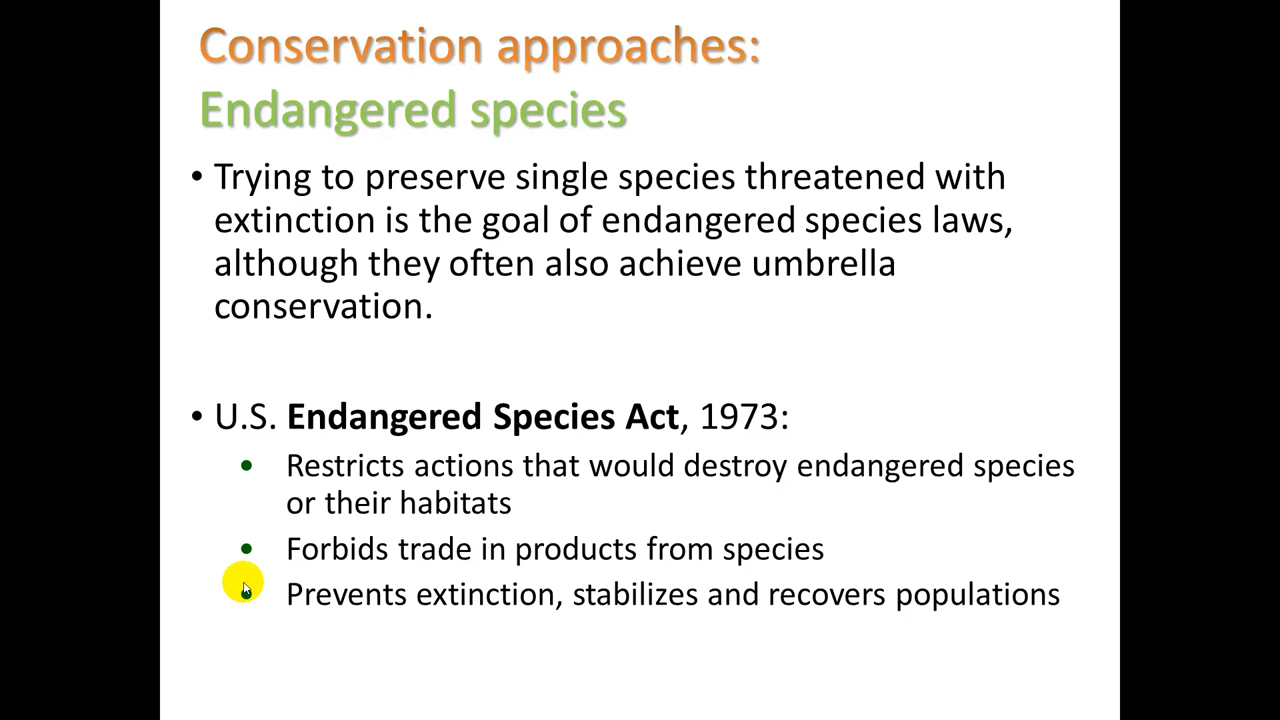 Conservation approaches:
Endangered species
• Trying to preserve single species threatened with
extinction is the goal of endangered species laws,
although they often also achieve umbrella
conservation.
• U.S. Endangered Species Act, 1973:
• Restricts actions that would destroy endangered species
or their habitats
• Forbids trade in products from species
• Prevents extinction, stabilizes and recovers populations